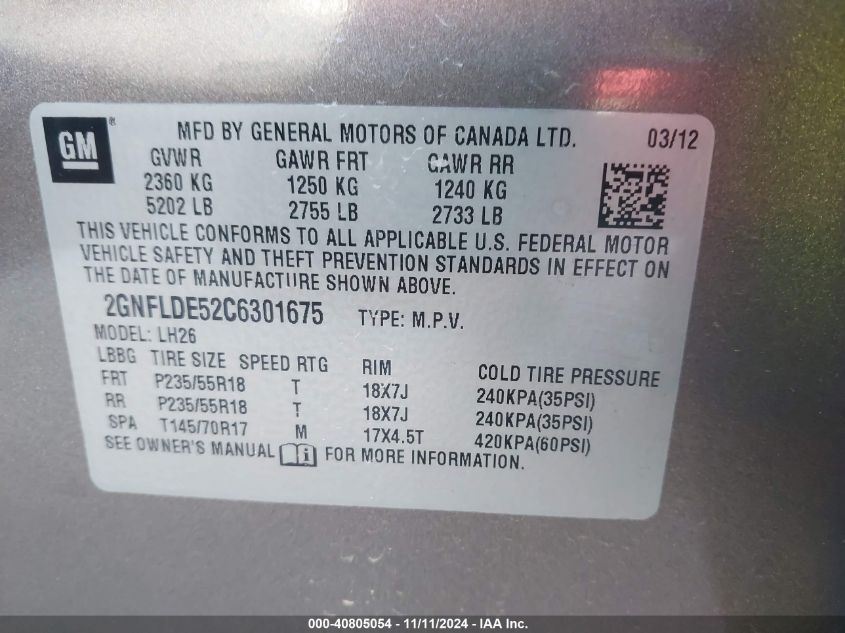 GM ®
MFD BY GENERAL MOTORS OF CANADA LTD. 03/12
GVWR GAWR FRT GAWR RR
2360 KG 1250 KG 1240 KG
5202 LB 2755 LB 2733 LB
THIS VEHICLE CONFORMS TO ALL APPLICABLE U.S. FEDERAL MOTOR
VEHICLE SAFETY AND THEFT PREVENTION STANDARDS IN EFFECT ON
THE DATE OF MANUFACTURE SHOWN ABOVE.
2GNFLDE52C6301675 TYPE: M.P.V.
MODEL: LH26
LBBG TIRE SIZE SPEED RTG RIM COLD TIRE PRESSURE
FRT P235/55R18 T 18X7J 240KPA(35PSI)
RR P235/55R18 T 18X7J 240KPA(35PSI)
SPA T145/70R17 M 17X4.5T 420KPA(60PSI)
SEE OWNER'S MANUAL i FOR MORE INFORMATION.
000-40805054 - 11/11/2024 - IAA Inc.